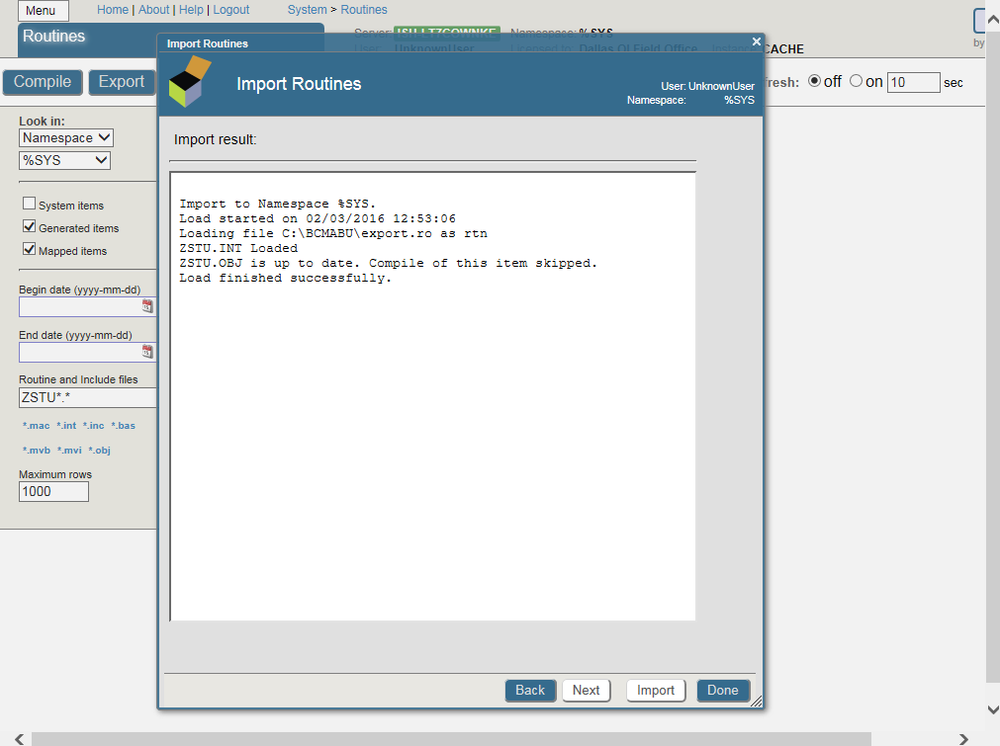 Menu Home | About | Help | Logout System > Routines
Routines
Server: Namespace: %SYS
User: UnknownUser Licensed to: Dallas OI Field Office Instance: CACHE
by
Compile Export
fresh: off on 10 sec
Look in:
Namespace
%SYS
System items
Generated items
Mapped items
Begin date (yyyy-mm-dd)
End date (yyyy-mm-dd)
Routine and Include files
ZSTU*.*
*.mac *.int *.inc *.bas
*.mvb *.mvi *.obj
Maximum rows
1000
Import Routines
Import Routines
User: UnknownUser
Namespace: %SYS
Import result:
Import to Namespace %SYS.
Load started on 02/03/2016 12:53:06
Loading file C:\BCMABU\export.ro as rtn
ZSTU.INT Loaded
ZSTU.OBJ is up to date. Compile of this item skipped.
Load finished successfully.
Back Next Import Done